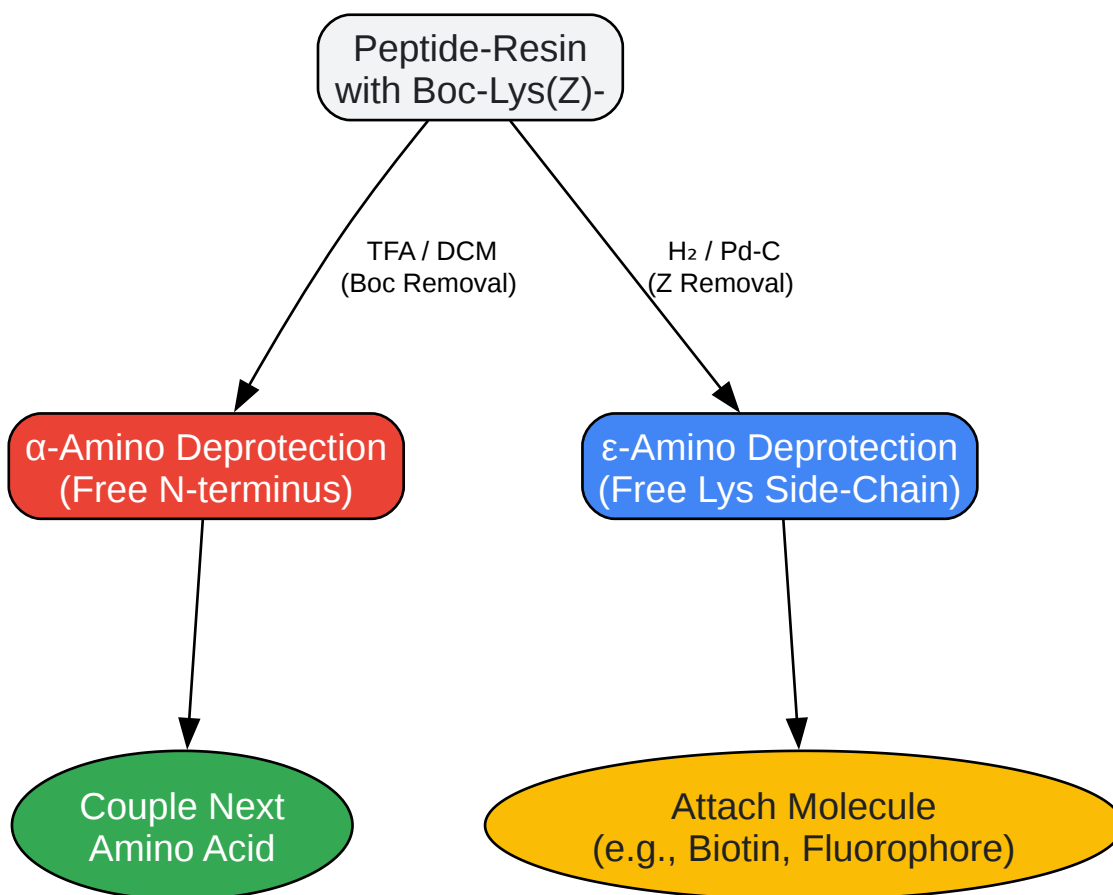 Peptide-Resin
with Boc-Lys(Z)-
TFA / DCM
(Boc Removal)
H₂ / Pd-C
(Z Removal)
α-Amino Deprotection
(Free N-terminus)
ε-Amino Deprotection
(Free Lys Side-Chain)
Couple Next
Amino Acid
Attach Molecule
(e.g., Biotin, Fluorophore)